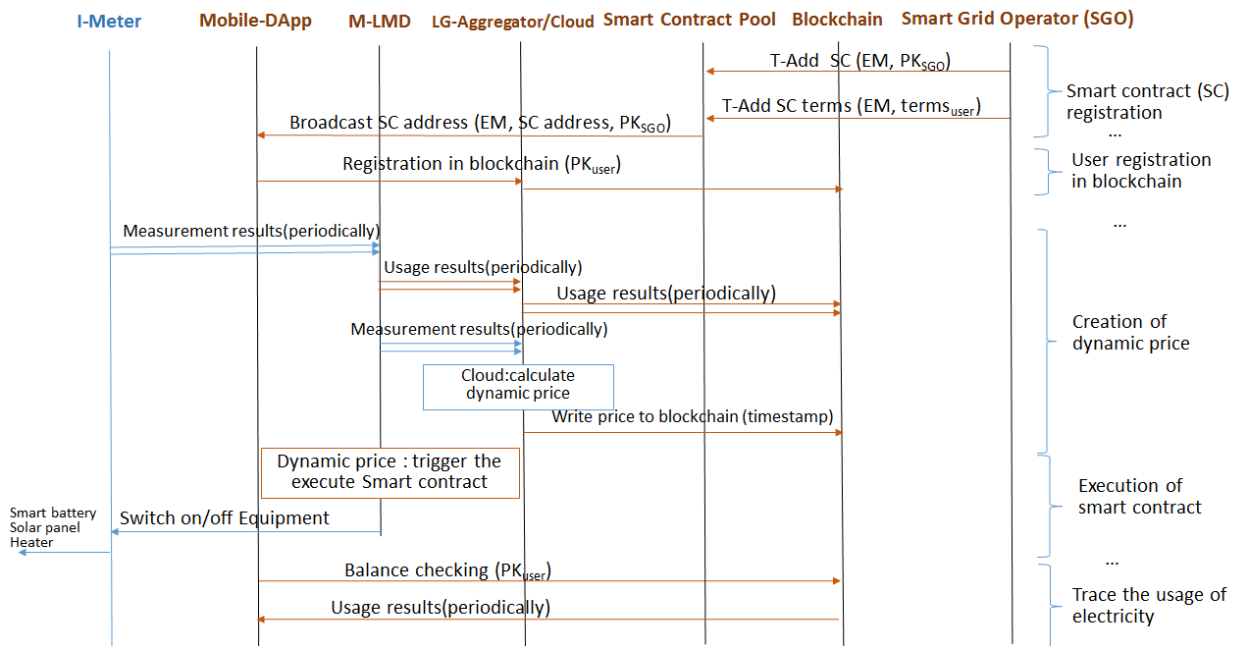 I-Meter
Mobile-DApp
M-LMD
LG-Aggregator/Cloud
Smart Contract Pool
Blockchain
Smart Grid Operator (SGO)
T-Add SC (EM, PKSGO)
T-Add SC terms (EM, termsuser)
Smart contract (SC)
registration
...
Broadcast SC address (EM, SC address, PKSGO)
Registration in blockchain (PKuser)
User registration
in blockchain
...
Measurement results(periodically)
Usage results(periodically)
Usage results(periodically)
Measurement results(periodically)
Creation of
dynamic price
Cloud:calculate
dynamic price
Write price to blockchain (timestamp)
Dynamic price : trigger the
execute Smart contract
Execution of
smart contract
Smart battery
Solar panel
Heater
Switch on/off Equipment
...
Balance checking (PKuser)
Usage results(periodically)
Trace the usage of
electricity